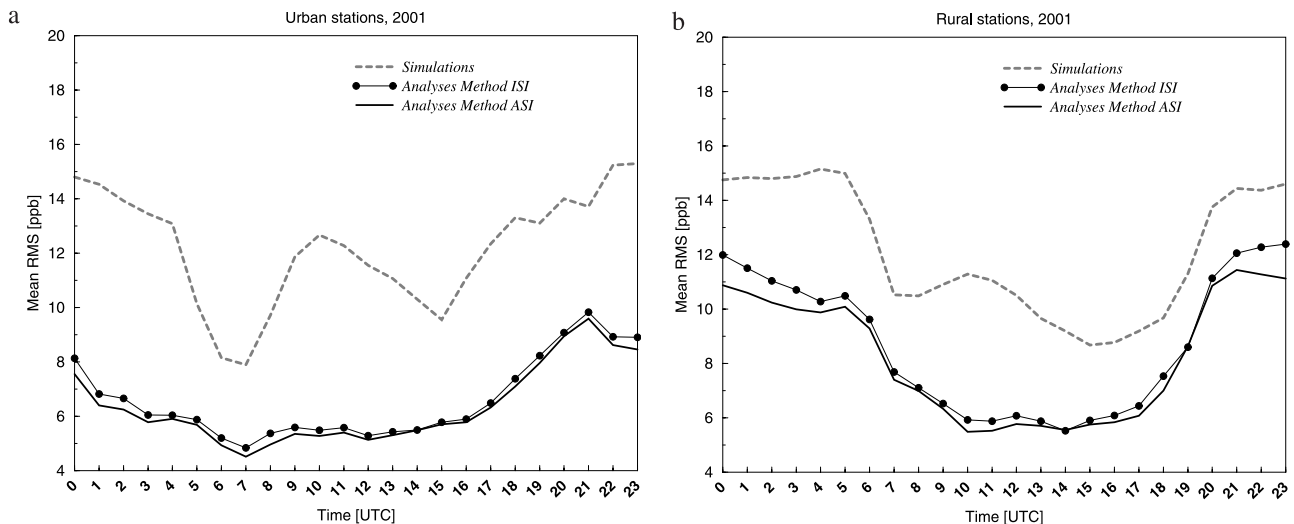 a
Urban stations, 2001
20
18
16
14
12
10
8
6
4
Mean RMS [ppb]
Simulations
Analyses Method ISI
Analyses Method ASI
0 1 2 3 4 5 6 7 8 9 10 11 12 13 14 15 16 17 18 19 20 21 22 23
Time [UTC]
b
Rural stations, 2001
20
18
16
14
12
10
8
6
4
Mean RMS [ppb]
Simulations
Analyses Method ISI
Analyses Method ASI
0 1 2 3 4 5 6 7 8 9 10 11 12 13 14 15 16 17 18 19 20 21 22 23
Time [UTC]